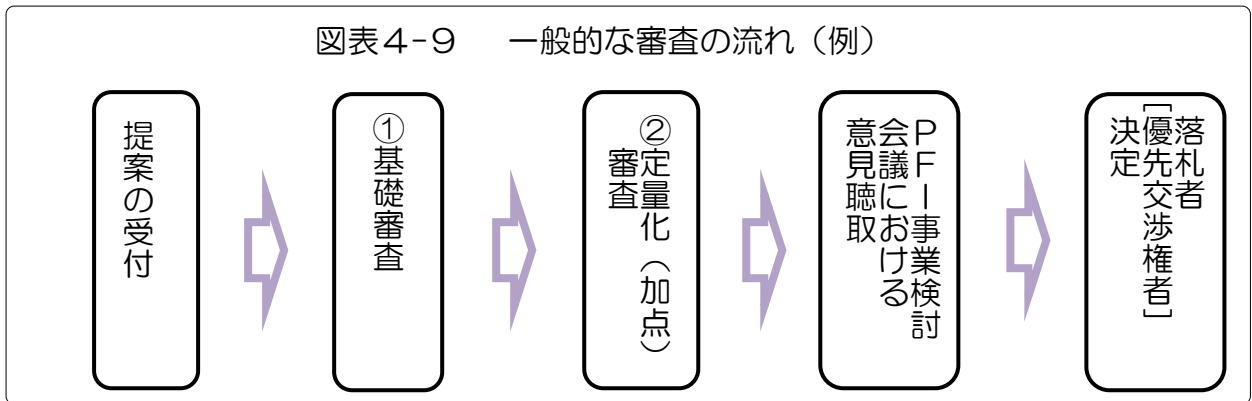 図表４-９　一般的な審査の流れ（例）
提案の受付
①基礎審査
②定量化（加点）
審査
ＰＦＩ事業検討
会議における
意見聴取
落札者
［優先交渉権者］
決定